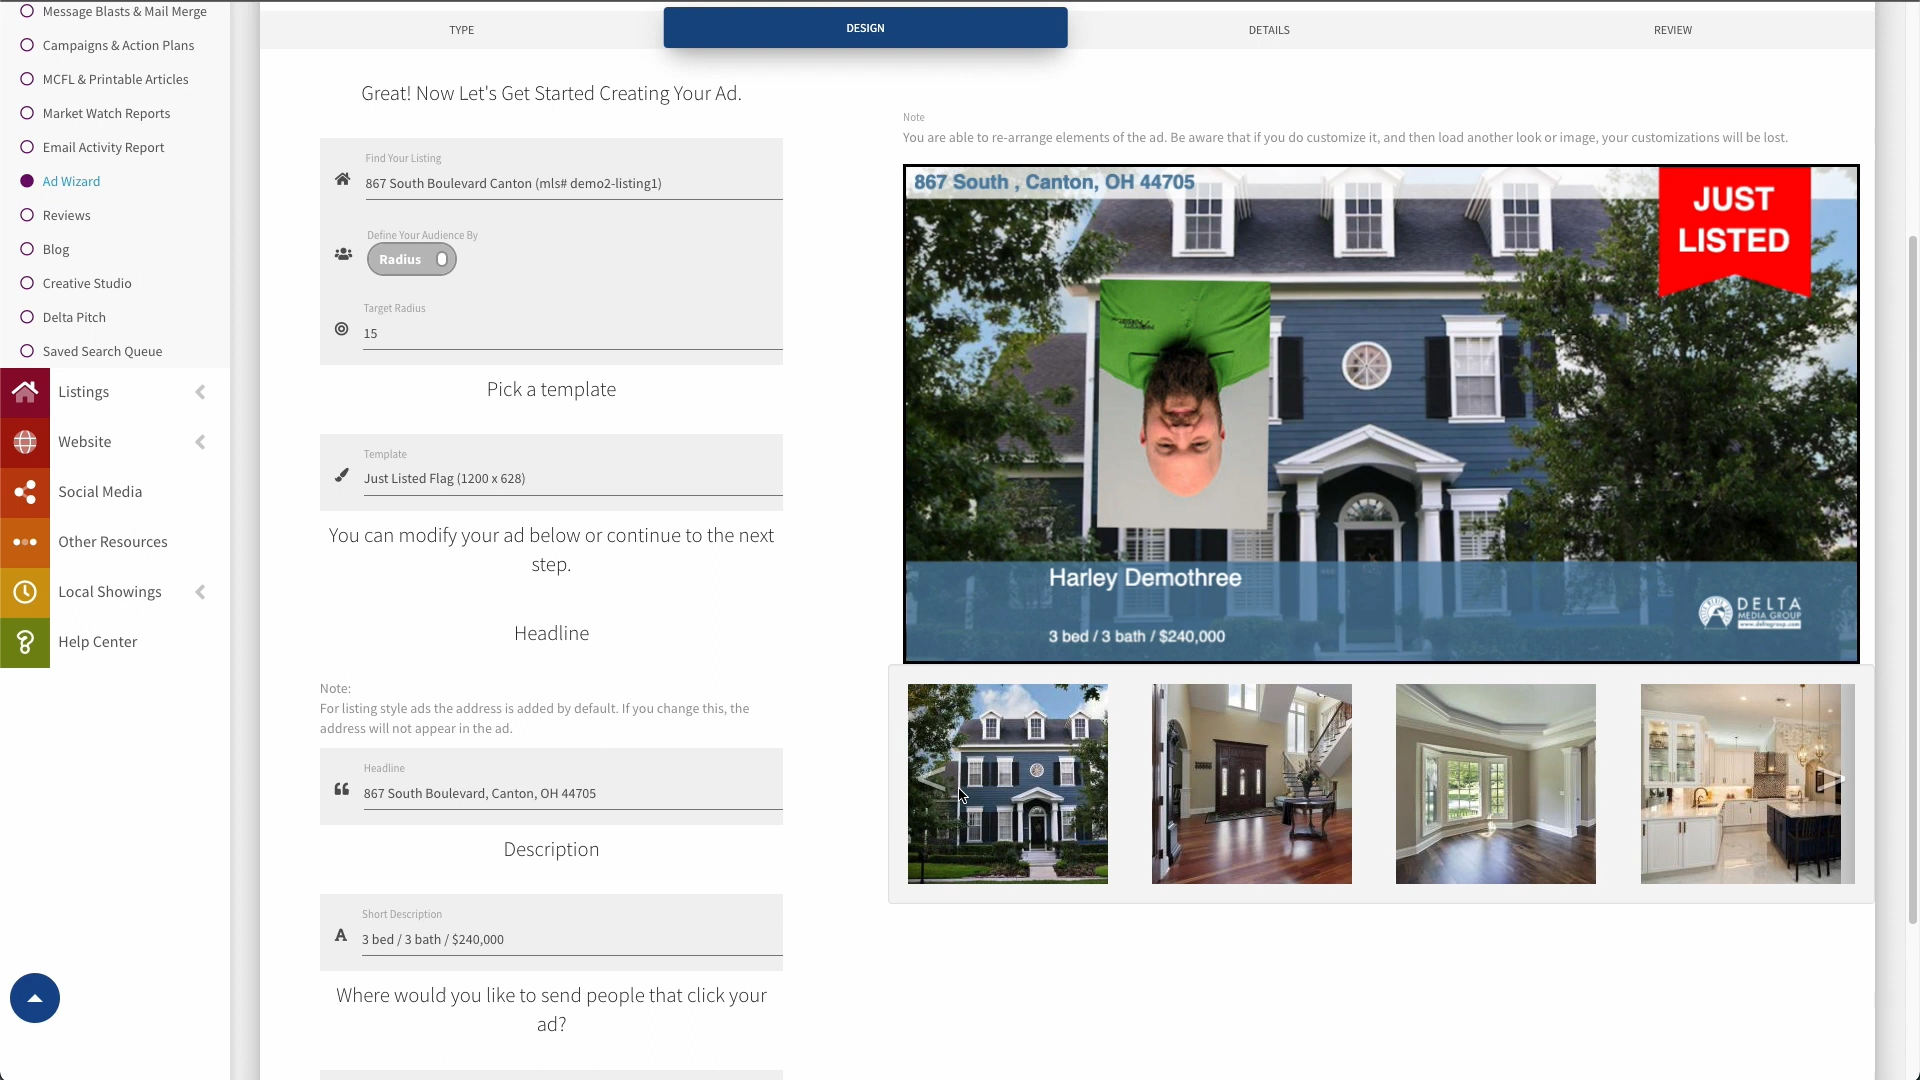 Message Blasts & Mail Merge
Campaigns & Action Plans
MCFL & Printable Articles
Market Watch Reports
Email Activity Report
Ad Wizard
Reviews
Blog
Creative Studio
Delta Pitch
Saved Search Queue
Listings
Website
Social Media
Other Resources
Local Showings
Help Center
TYPE
DESIGN
DETAILS
REVIEW
Great! Now Let's Get Started Creating Your Ad.
Find Your Listing
867 South Boulevard Canton (mls# demo2-listing1)
Define Your Audience By
Radius
Target Radius
15
Pick a template
Template
Just Listed Flag (1200 x 628)
You can modify your ad below or continue to the next
step.
Headline
Note:
For listing style ads the address is added by default. If you change this, the
address will not appear in the ad.
Headline
867 South Boulevard, Canton, OH 44705
Description
Short Description
3 bed / 3 bath / $240,000
Where would you like to send people that click your
ad?
Note
You are able to re-arrange elements of the ad. Be aware that if you do customize it, and then load another look or image, your customizations will be lost.
867 South , Canton, OH 44705
JUST
LISTED
Harley Demothree
3 bed / 3 bath / $240,000
DELTA
MEDIA GROUP